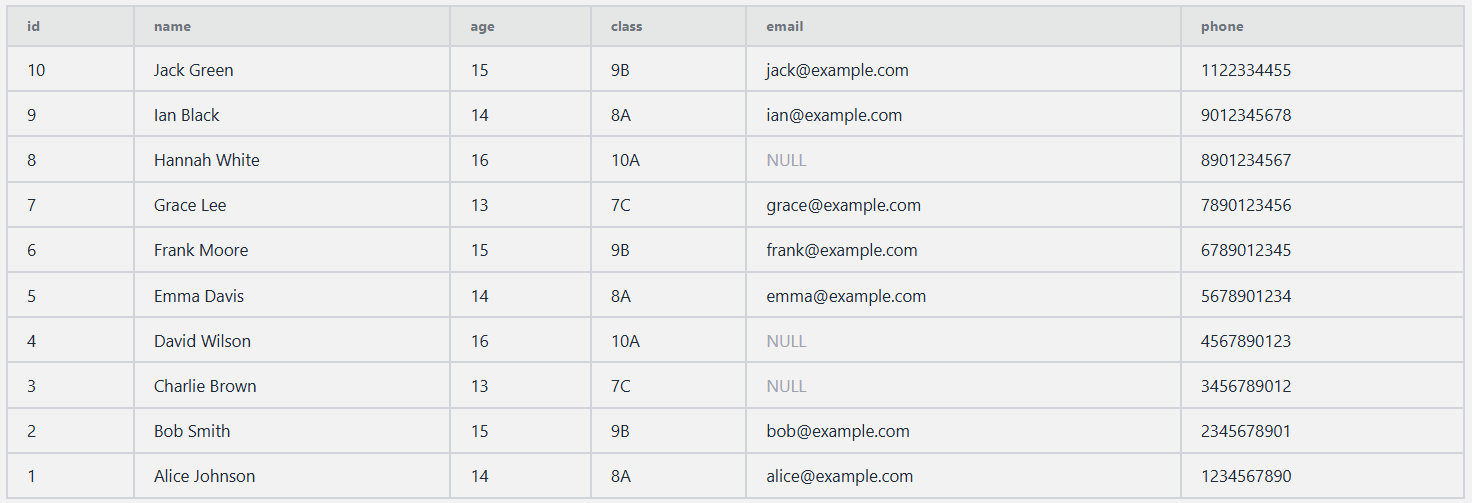 id name age class email phone
10 Jack Green 15 9B jack@example.com 1122334455
9 Ian Black 14 8A ian@example.com 9012345678
8 Hannah White 16 10A NULL 8901234567
7 Grace Lee 13 7C grace@example.com 7890123456
6 Frank Moore 15 9B frank@example.com 6789012345
5 Emma Davis 14 8A emma@example.com 5678901234
4 David Wilson 16 10A NULL 4567890123
3 Charlie Brown 13 7C NULL 3456789012
2 Bob Smith 15 9B bob@example.com 2345678901
1 Alice Johnson 14 8A alice@example.com 1234567890